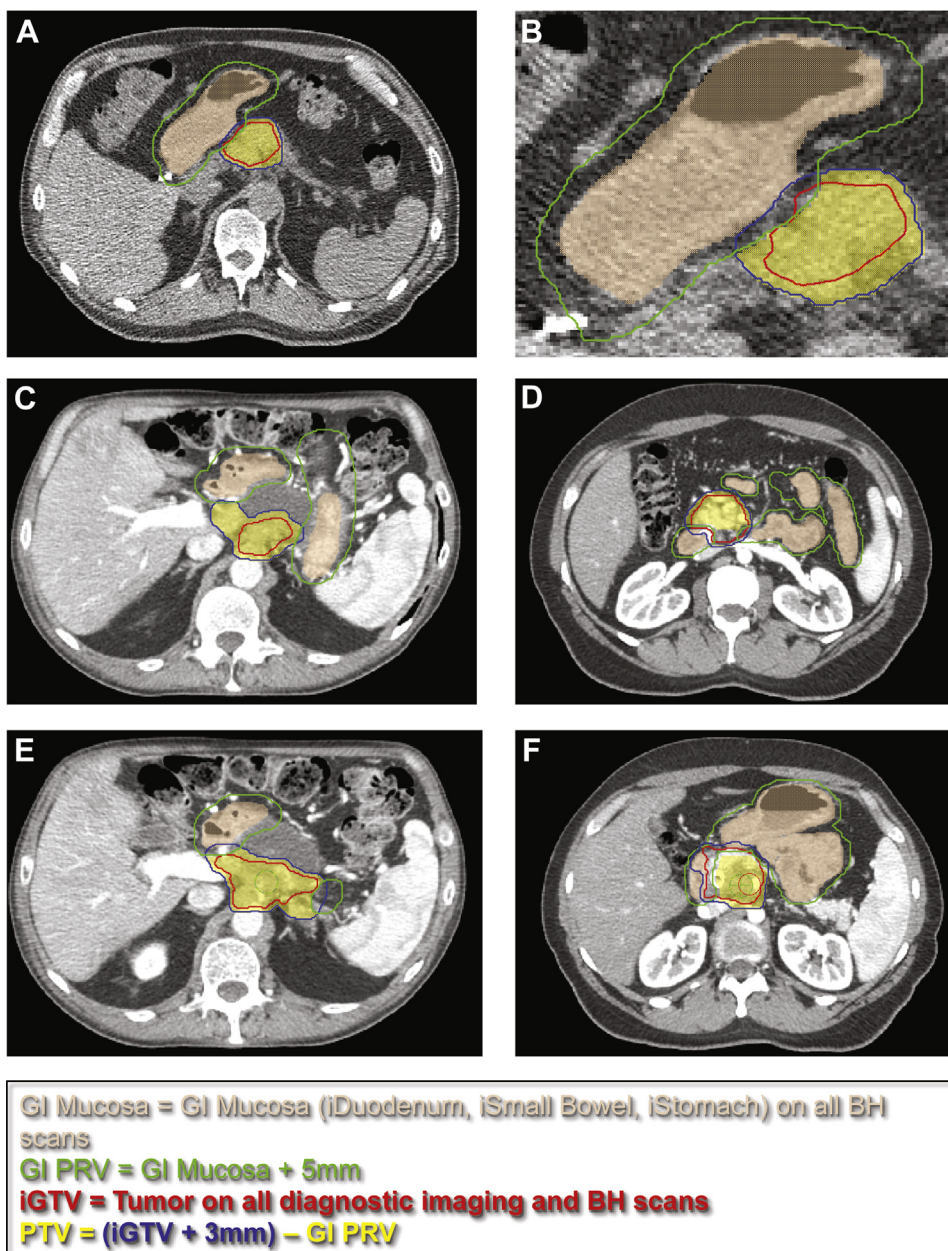 A
B
C
D
E
F
GI Mucosa = GI Mucosa (iDuodenum, iSmall Bowel, iStomach) on all BH
scans
GI PRV = GI Mucosa + 5mm
iGTV = Tumor on all diagnostic imaging and BH scans
PTV = (iGTV + 3mm) – GI PRV